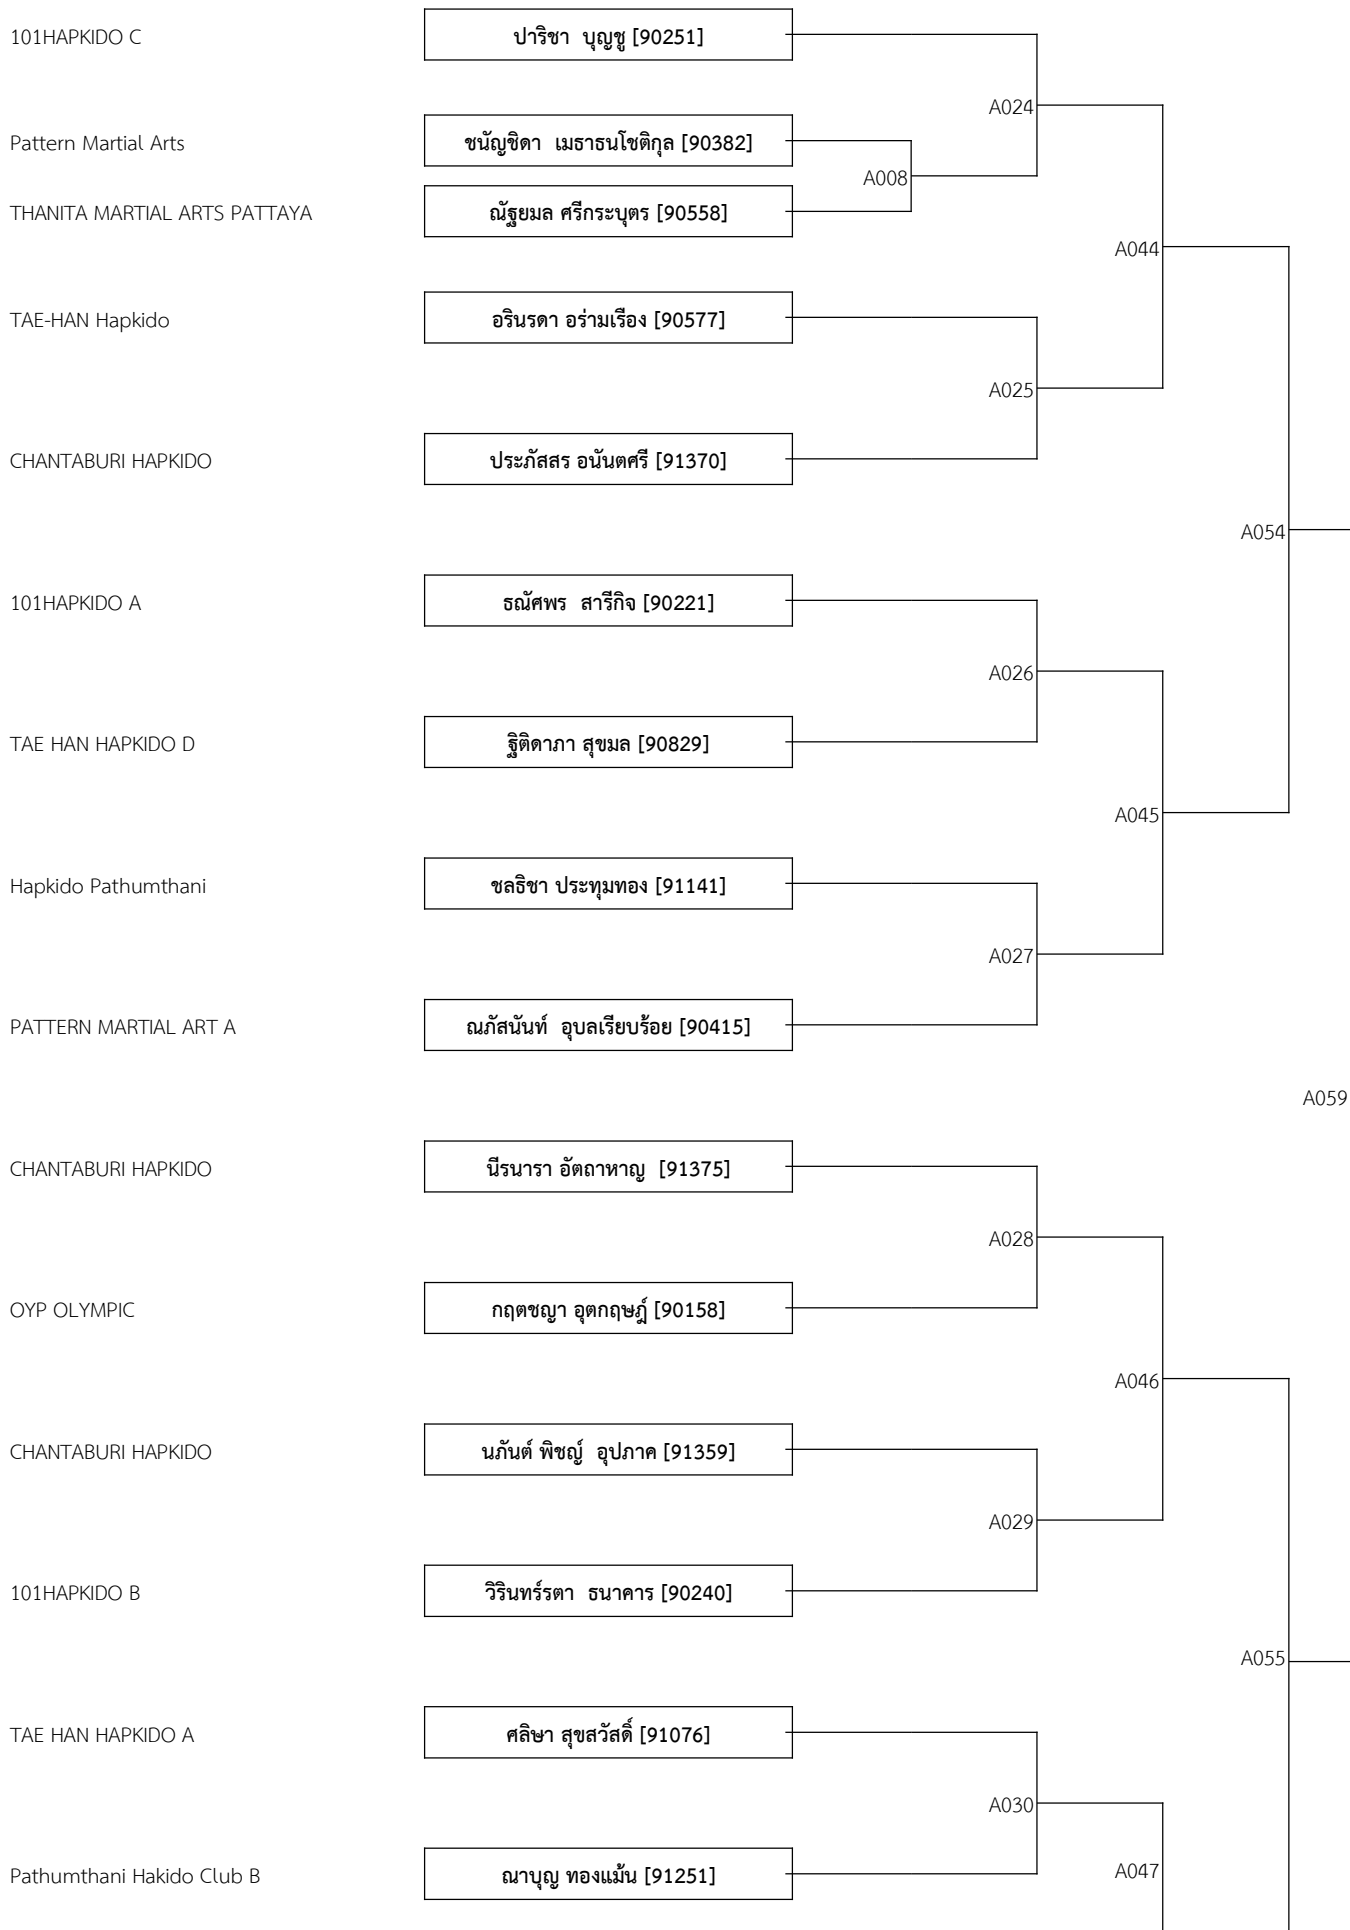 101HAPKIDO C
ปาริชา  บุญชู [90251]
A024
Pattern Martial Arts
ชนัญชิดา  เมธาธนโชติกุล [90382]
A008
THANITA MARTIAL ARTS PATTAYA
ณัฐยมล ศรีกระบุตร [90558]
A044
TAE-HAN Hapkido
อรินรดา อร่ามเรือง [90577]
A025
CHANTABURI HAPKIDO
ประภัสสร อนันตศรี [91370]
A054
101HAPKIDO A
ธณัศพร  สารีกิจ [90221]
A026
TAE HAN HAPKIDO D
ฐิติดาภา สุขมล [90829]
A045
Hapkido Pathumthani
ชลธิชา ประทุมทอง [91141]
A027
PATTERN MARTIAL ART A
ณภัสนันท์  อุบลเรียบร้อย [90415]
A059
CHANTABURI HAPKIDO
นีรนารา อัตถาหาญ  [91375]
A028
OYP OLYMPIC
กฤตชญา อุตกฤษฎ์ [90158]
A046
CHANTABURI HAPKIDO
นภันต์ พิชญ์  อุปภาค [91359]
A029
101HAPKIDO B
วิรินทร์รตา  ธนาคาร [90240]
A055
TAE HAN HAPKIDO A
ศลิษา สุขสวัสดิ์ [91076]
A030
Pathumthani Hakido Club B
ณาบุญ ทองแม้น [91251]
A047